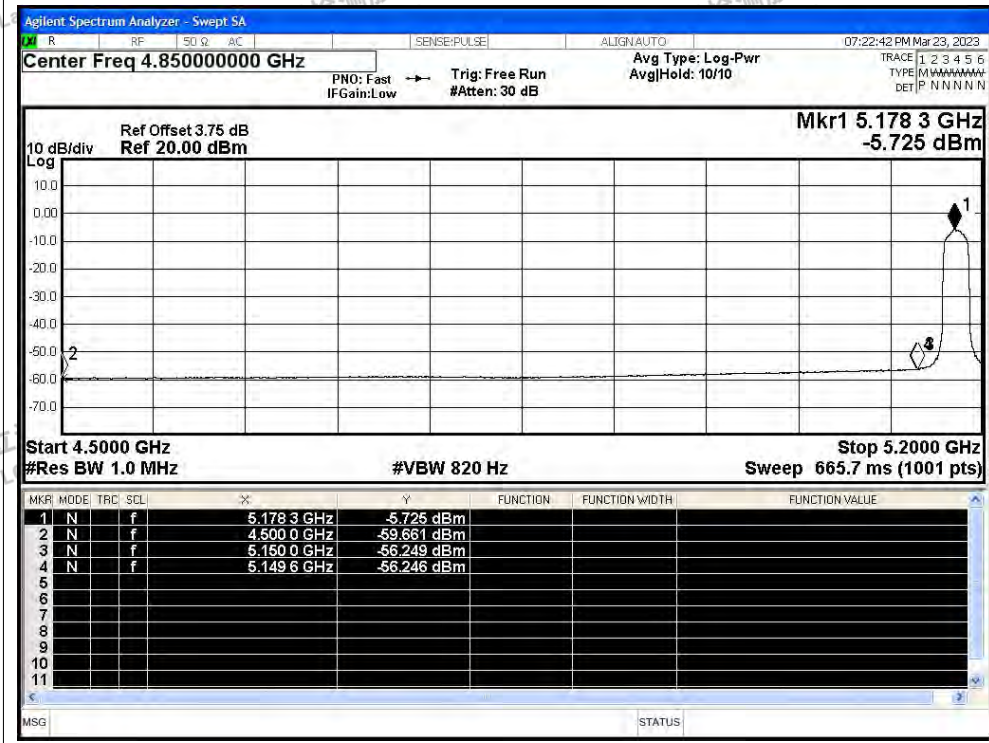 Agilent Spectrum Analyzer - Swept SA
R RF 50 Ω AC SENSE:PULSE ALIGNAUTO 07:22:42 PM Mar 23, 2023
Center Freq 4.850000000 GHz
PNO: Fast
IFGain:Low
Trig: Free Run
#Atten: 30 dB
Avg Type: Log-Pwr
Avg|Hold: 10/10
TRACE 1 2 3 4 5 6
TYPE M W W W W W
DET P N N N N N
Mkr1 5.178 3 GHz
-5.725 dBm
10 dB/div
Log
Ref Offset 3.75 dB
Ref 20.00 dBm
10.0
0.00
-10.0
-20.0
-30.0
-40.0
-50.0
-60.0
-70.0
1
2
Start 4.5000 GHz
Stop 5.2000 GHz
#Res BW 1.0 MHz
#VBW 820 Hz
Sweep 665.7 ms (1001 pts)
MKR MODE TRC SCL X Y FUNCTION FUNCTION WIDTH FUNCTION VALUE
1 N f 5.178 3 GHz -5.725 dBm
2 N f 4.500 0 GHz -59.661 dBm
3 N f 5.150 0 GHz -56.249 dBm
4 N f 5.149 6 GHz -56.246 dBm
5
6
7
8
9
10
11
MSG
STATUS